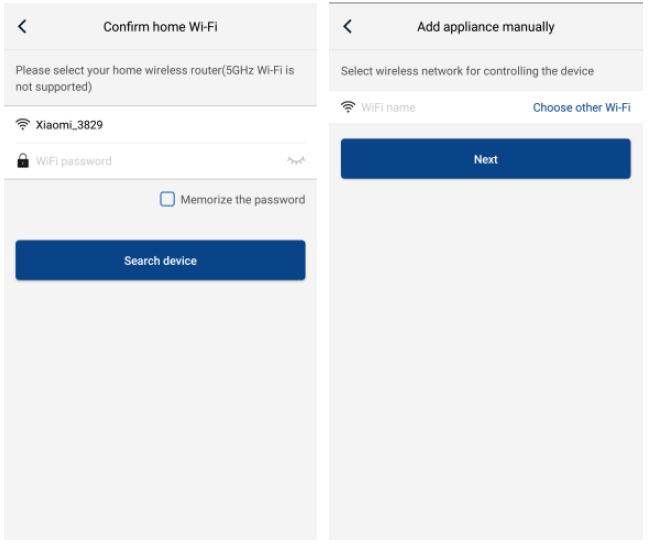 Confirm home Wi-Fi
Please select your home wireless router(5GHz Wi-Fi is
not supported)
Xiaomi_3829
WiFi password
Memorize the password
Search device
Add appliance manually
Select wireless network for controlling the device
WiFi name
Choose other Wi-Fi
Next